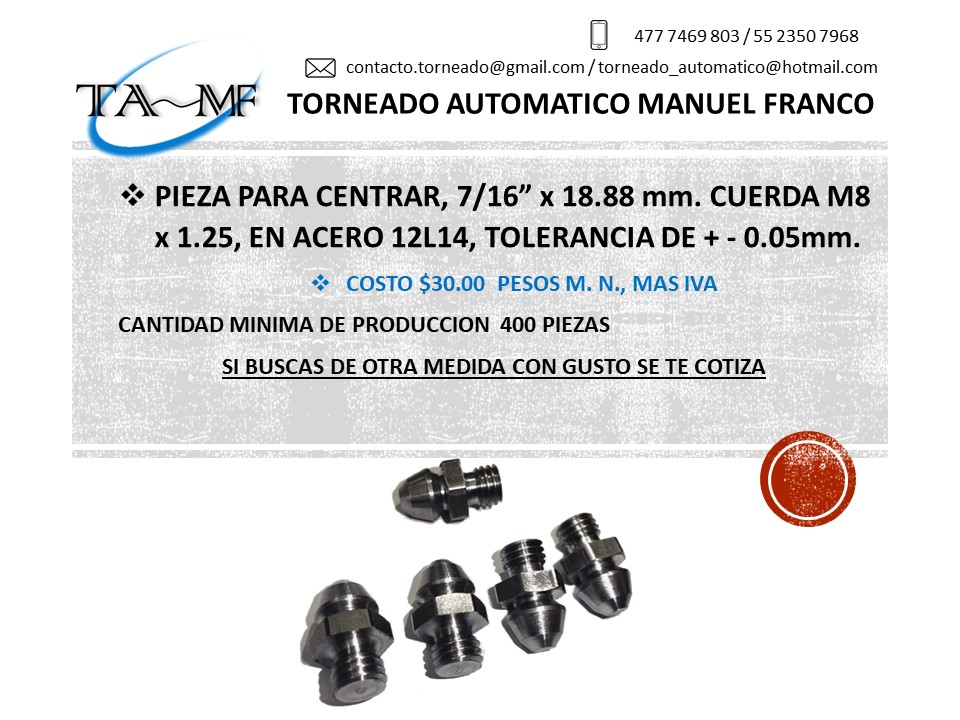 477 7469 803 / 55 2350 7968
contacto.torneado@gmail.com / torneado_automatico@hotmail.com
TA~MF
TORNEADO AUTOMATICO MANUEL FRANCO
PIEZA PARA CENTRAR, 7/16” x 18.88 mm. CUERDA M8
x 1.25, EN ACERO 12L14, TOLERANCIA DE + - 0.05mm.
COSTO $30.00 PESOS M. N., MAS IVA
CANTIDAD MINIMA DE PRODUCCION 400 PIEZAS
SI BUSCAS DE OTRA MEDIDA CON GUSTO SE TE COTIZA